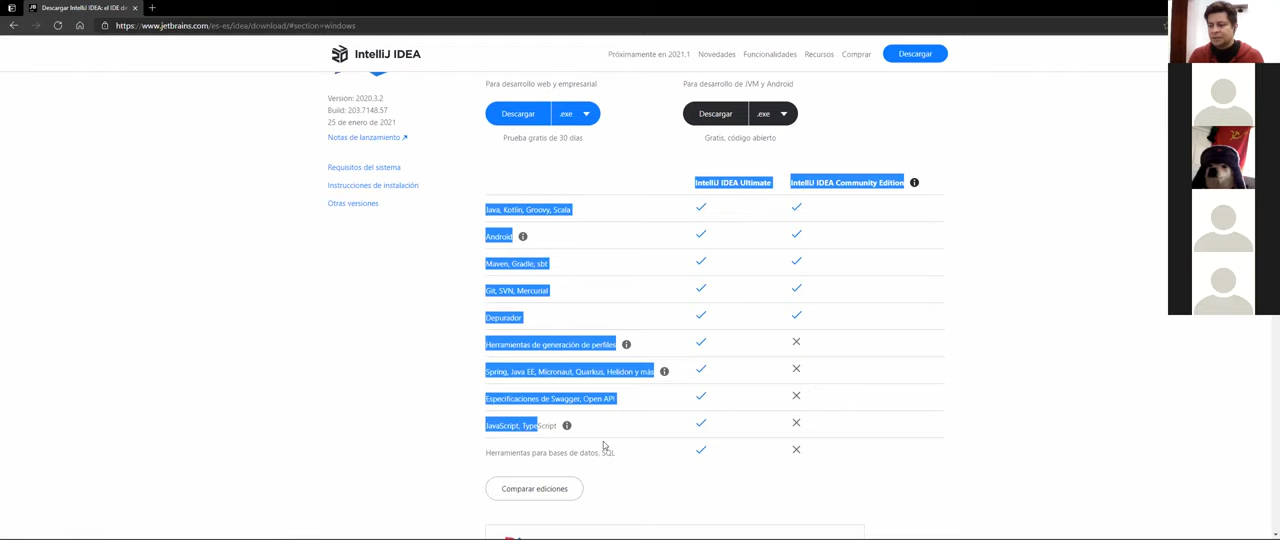 Descargar IntelliJ IDEA: el IDE de
https://www.jetbrains.com/es-es/idea/download/#section=windows
IntelliJ IDEA
Próximamente en 2021.1 Novedades Funcionalidades Recursos Comprar Descargar
Para desarrollo web y empresarial Para desarrollo de JVM y Android
Versión: 2020.3.2
Build: 203.7148.57
25 de enero de 2021
Notas de lanzamiento
Descargar .exe Descargar .exe
Prueba gratis de 30 días Gratis, código abierto
Requisitos del sistema
Instrucciones de instalación
Otras versiones
IntelliJ IDEA Ultimate IntelliJ IDEA Community Edition
Java, Kotlin, Groovy, Scala
Android
Maven, Gradle, sbt
Git, SVN, Mercurial
Depurador
Herramientas de generación de perfiles
Spring, Java EE, Micronaut, Quarkus, Helidon y más
Especificaciones de Swagger, Open API
JavaScript, TypeScript
Herramientas para bases de datos, SQL
Comparar ediciones